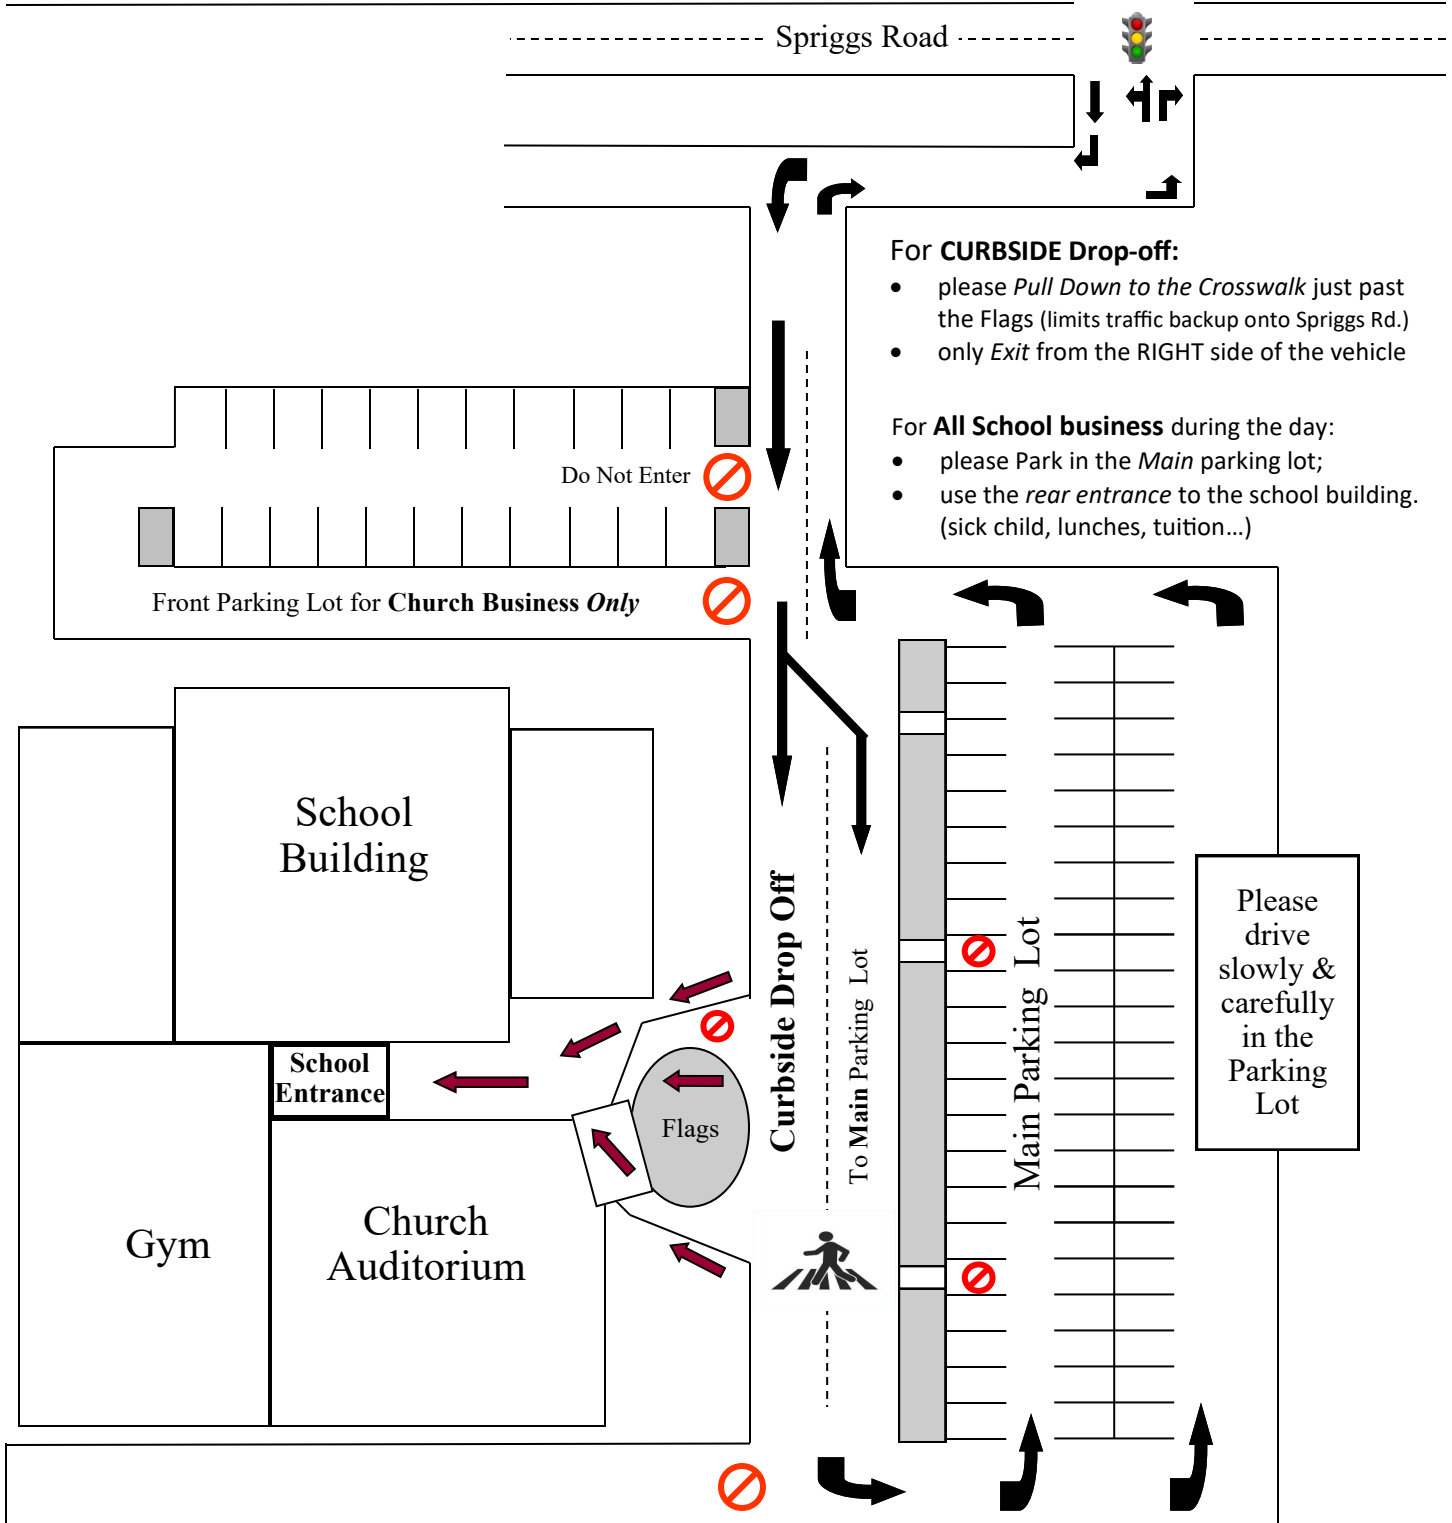 Spriggs Road
For CURBSIDE Drop-off:
• please Pull Down to the Crosswalk just past
the Flags (limits traffic backup onto Spriggs Rd.)
• only Exit from the RIGHT side of the vehicle
For All School business during the day:
• please Park in the Main parking lot;
• use the rear entrance to the school building.
(sick child, lunches, tuition...)
Do Not Enter
Front Parking Lot for Church Business Only
School
Building
Curbside Drop Off
To Main Parking Lot
Main Parking Lot
Please
drive
slowly &
carefully
in the
Parking
Lot
School
Entrance
Flags
Gym
Church
Auditorium